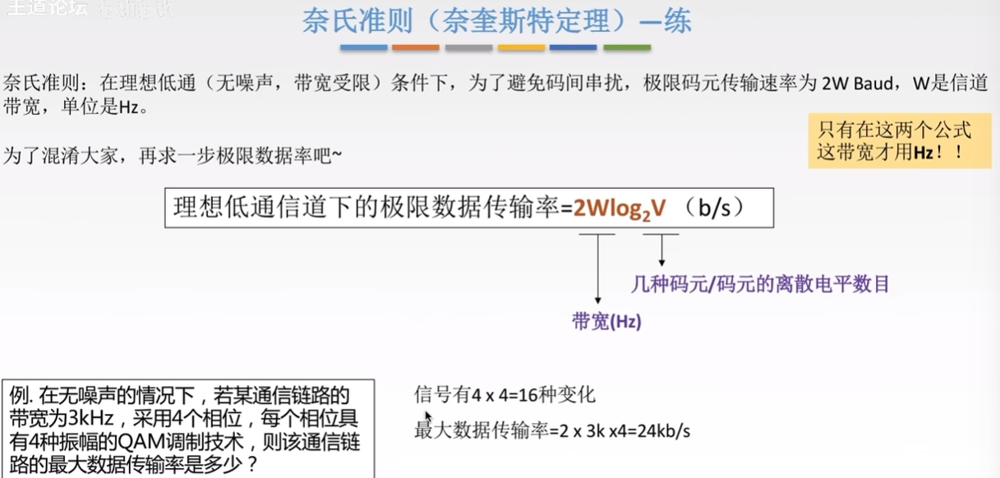 王道论坛
奈氏准则（奈奎斯特定理）—练
奈氏准则：在理想低通（无噪声，带宽受限）条件下，为了避免码间串扰，极限码元传输速率为 2W Baud，W是信道
带宽，单位是Hz。
只有在这两个公式
这带宽才用Hz！！
为了混淆大家，再求一步极限数据率吧~
理想低通信道下的极限数据传输率=2Wlog₂V （b/s）
几种码元/码元的离散电平数目
带宽(Hz)
例. 在无噪声的情况下，若某通信链路的
带宽为3kHz，采用4个相位，每个相位具
有4种振幅的QAM调制技术，则该通信链
路的最大数据传输率是多少？
信号有4 x 4=16种变化
最大数据传输率=2 x 3k x4=24kb/s